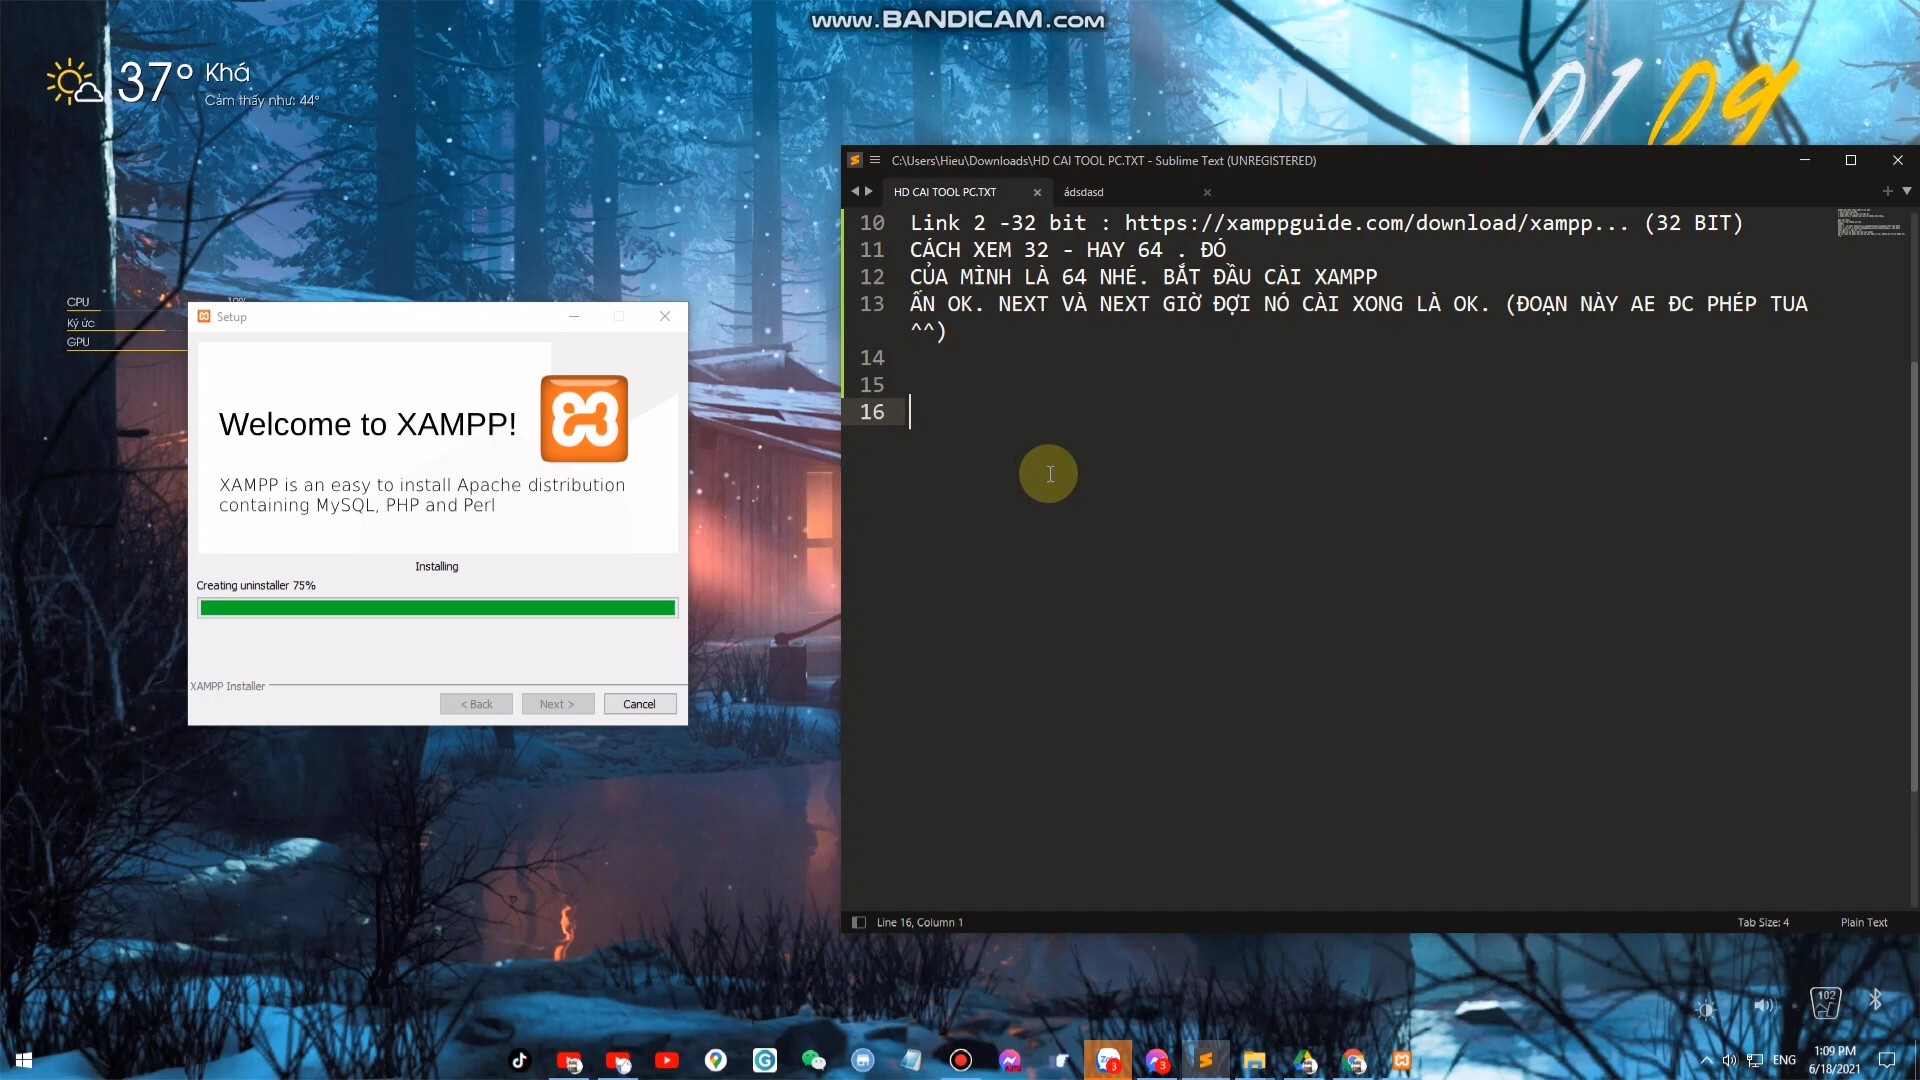 www.BANDICAM.com
37° Khá
Cảm thấy như: 44°
01 09
CPU 10%
Ký ức
GPU
C:\Users\Hieu\Downloads\HD CAI TOOL PC.TXT - Sublime Text (UNREGISTERED)
HD CAI TOOL PC.TXT
ádsdasd
10 Link 2 -32 bit : https://xamppguide.com/download/xampp... (32 BIT)
11 CÁCH XEM 32 - HAY 64 . ĐÓ
12 CỦA MÌNH LÀ 64 NHÉ. BẮT ĐẦU CÀI XAMPP
13 ẤN OK. NEXT VÀ NEXT GIỜ ĐỢI NÓ CÀI XONG LÀ OK. (ĐOẠN NÀY AE ĐC PHÉP TUA
^^)
14
15
16
Line 16, Column 1
Tab Size: 4
Plain Text
Setup
Welcome to XAMPP!
XAMPP is an easy to install Apache distribution
containing MySQL, PHP and Perl
Installing
Creating uninstaller 75%
XAMPP Installer
< Back
Next >
Cancel
102
ENG
1:09 PM
6/18/2021